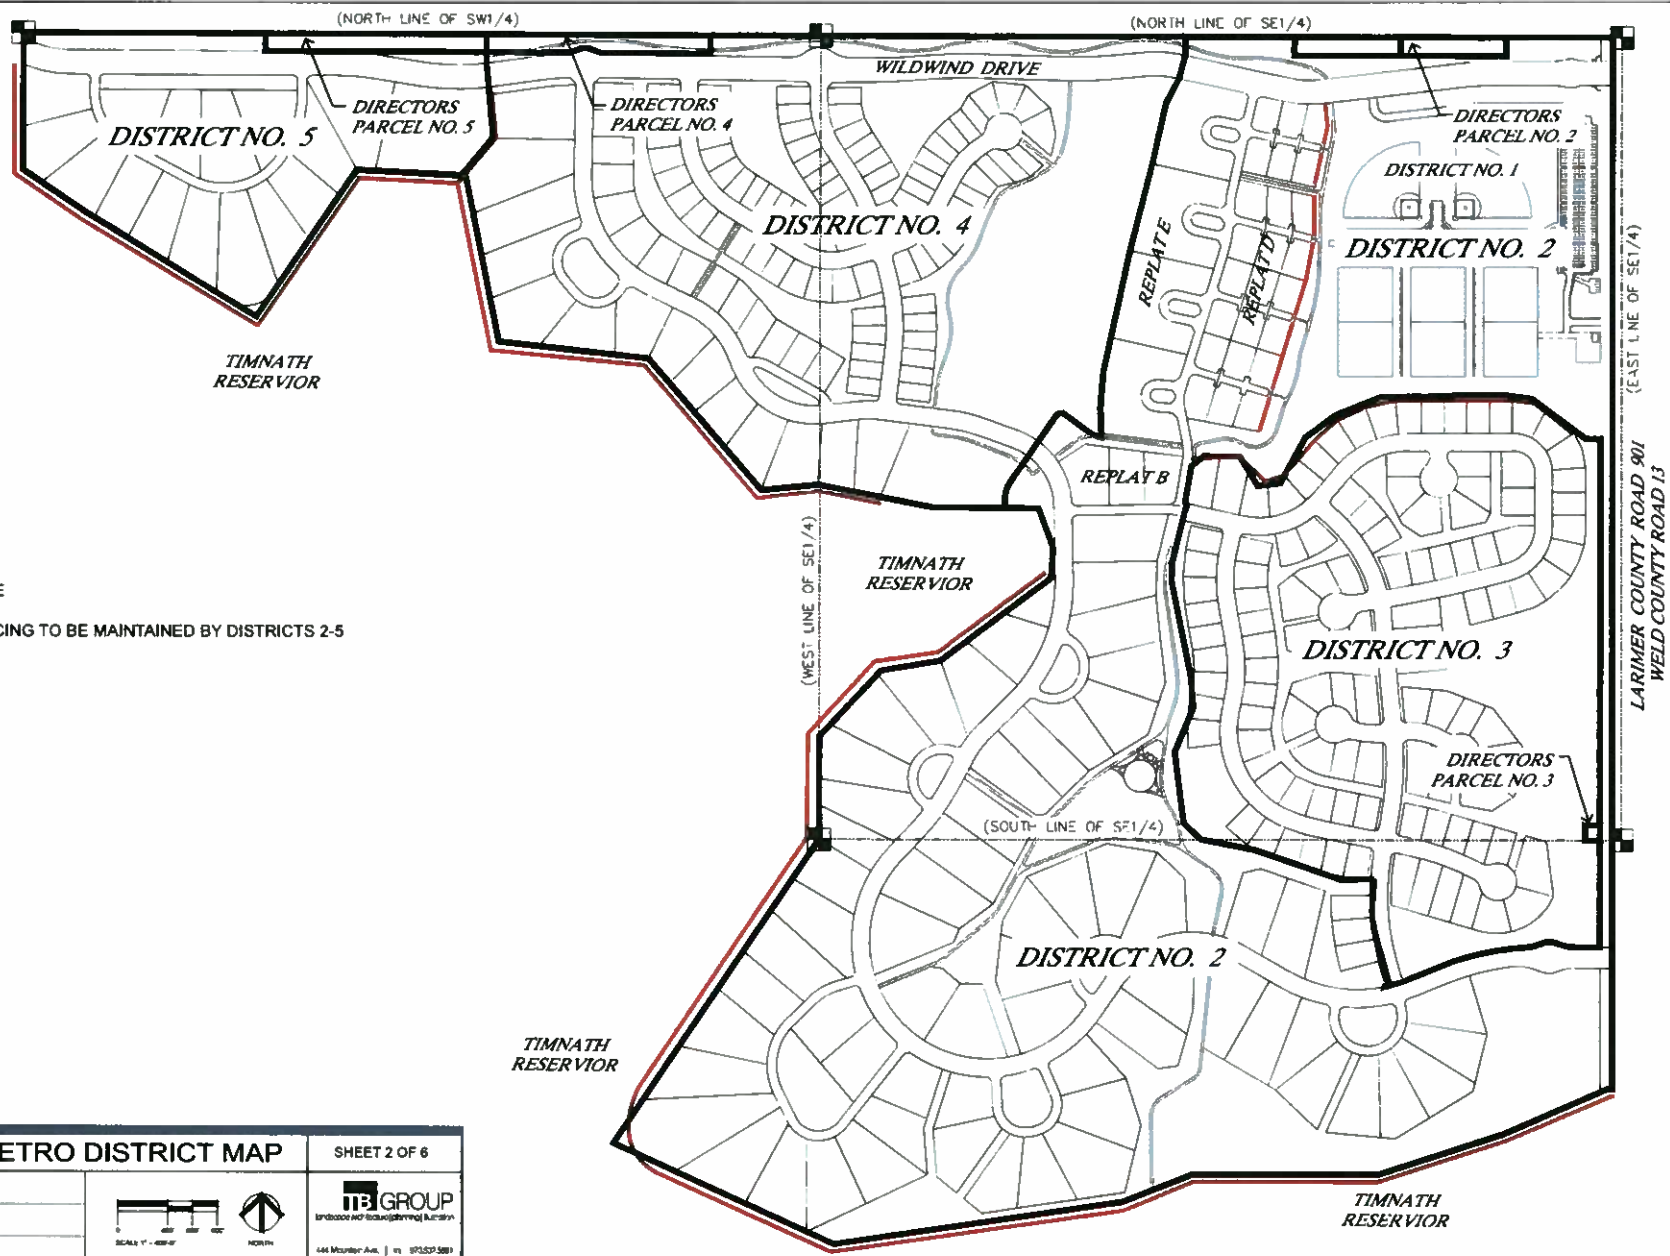 (NORTH LINE OF SW1/4)
(NORTH LINE OF SE1/4)
WILDWIND DRIVE
DIRECTORS
PARCEL NO. 5
DIRECTORS
PARCEL NO. 4
DIRECTORS
PARCEL NO. 2
DISTRICT NO. 5
DISTRICT NO. 1
DISTRICT NO. 4
DISTRICT NO. 2
REPLAT E
REPLAT D
(EAST LINE OF SE1/4)
TIMNATH
RESERVIOR
LARIMER COUNTY ROAD 901
WELD COUNTY ROAD 13
REPLAT B
(WEST LINE OF SE1/4)
TIMNATH
RESERVIOR
E
CING TO BE MAINTAINED BY DISTRICTS 2-5
DISTRICT NO. 3
DIRECTORS
PARCEL NO. 3
(SOUTH LINE OF SE1/4)
DISTRICT NO. 2
TIMNATH
RESERVIOR
ETRO DISTRICT MAP
SHEET 2 OF 6
TB GROUP
NORTH
TIMNATH
RESERVIOR